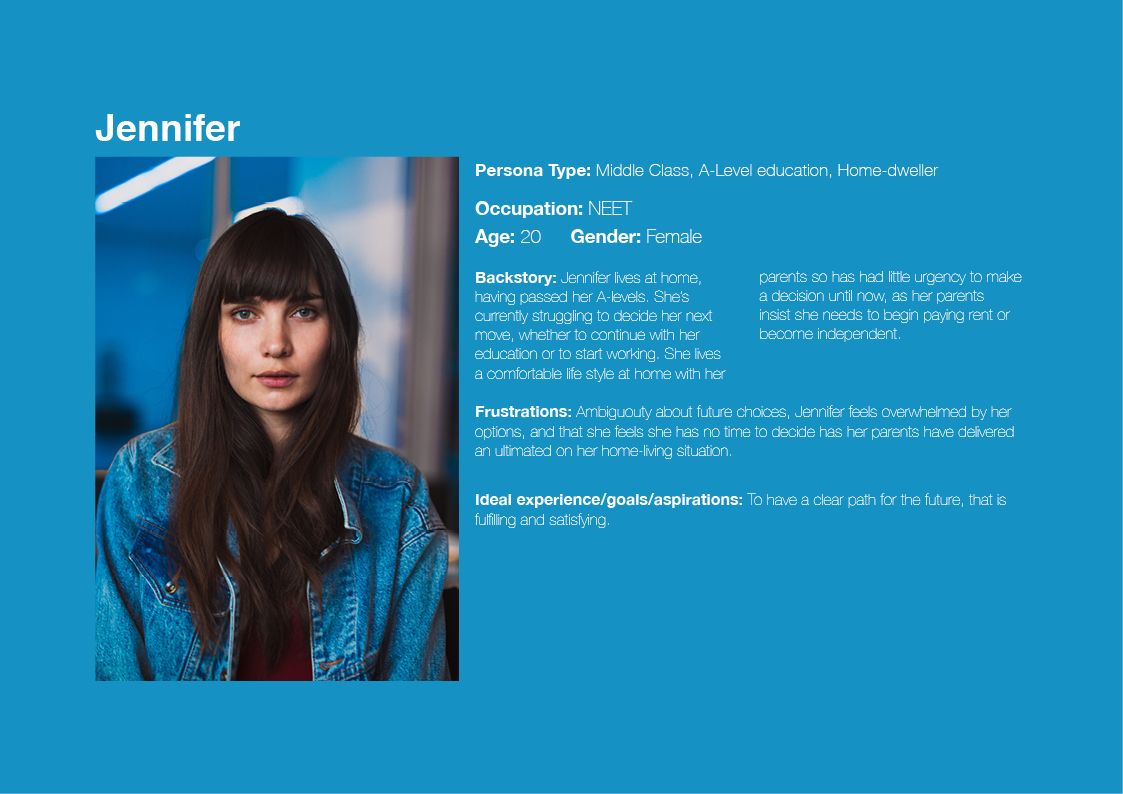 Jennifer
Persona Type: Middle Class, A-Level education, Home-dweller
Occupation: NEET
Age: 20 Gender: Female
Backstory: Jennifer lives at home,
having passed her A-levels. She's
currently struggling to decide her next
move, whether to continue with her
education or to start working. She lives
a comfortable life style at home with her
parents so has had little urgency to make
a decision until now, as her parents
insist she needs to begin paying rent or
become independent.
Frustrations: Ambiguouty about future choices, Jennifer feels overwhelmed by her
options, and that she feels she has no time to decide has her parents have delivered
an ultimated on her home-living situation.
Ideal experience/goals/aspirations: To have a clear path for the future, that is
fulfilling and satisfying.